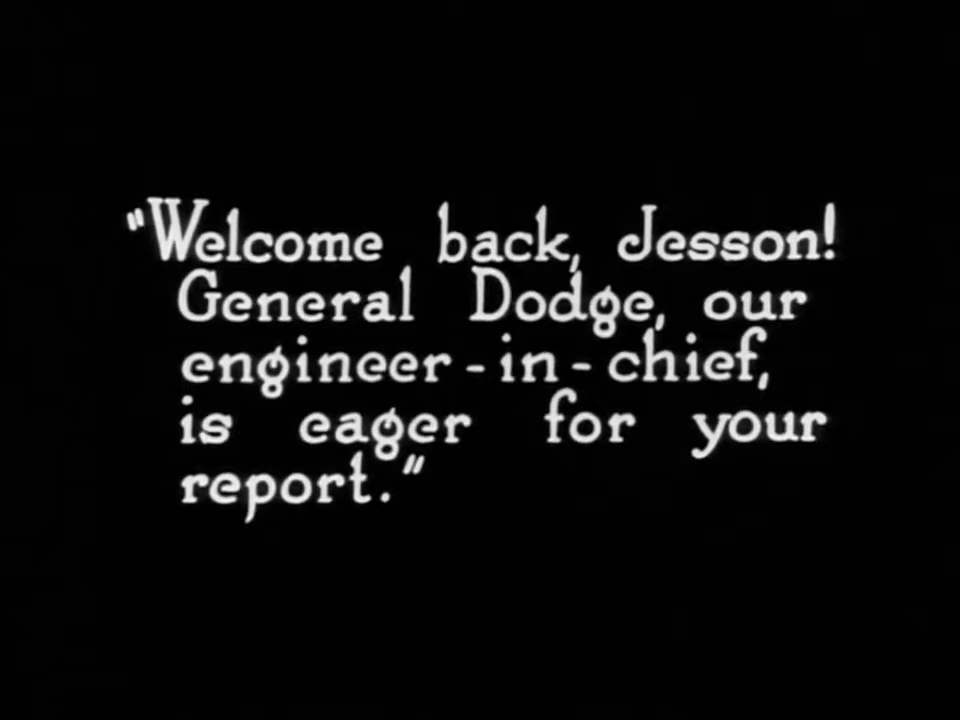 "Welcome back, Jesson!
General Dodge, our
engineer-in-chief,
is eager for your
report."